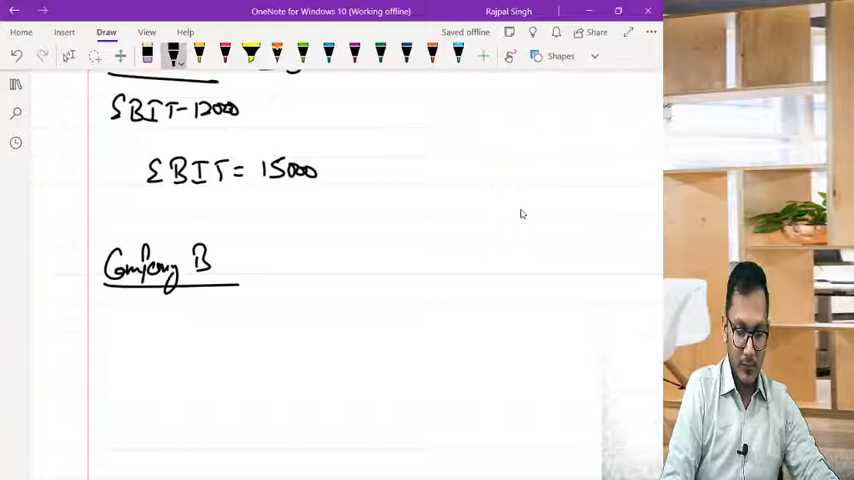 OneNote for Windows 10 (Working offline)
Rajpal Singh
Home Insert Draw View Help Saved offline Share
Shapes
EBIT-12000
EBIT = 15000
Company B